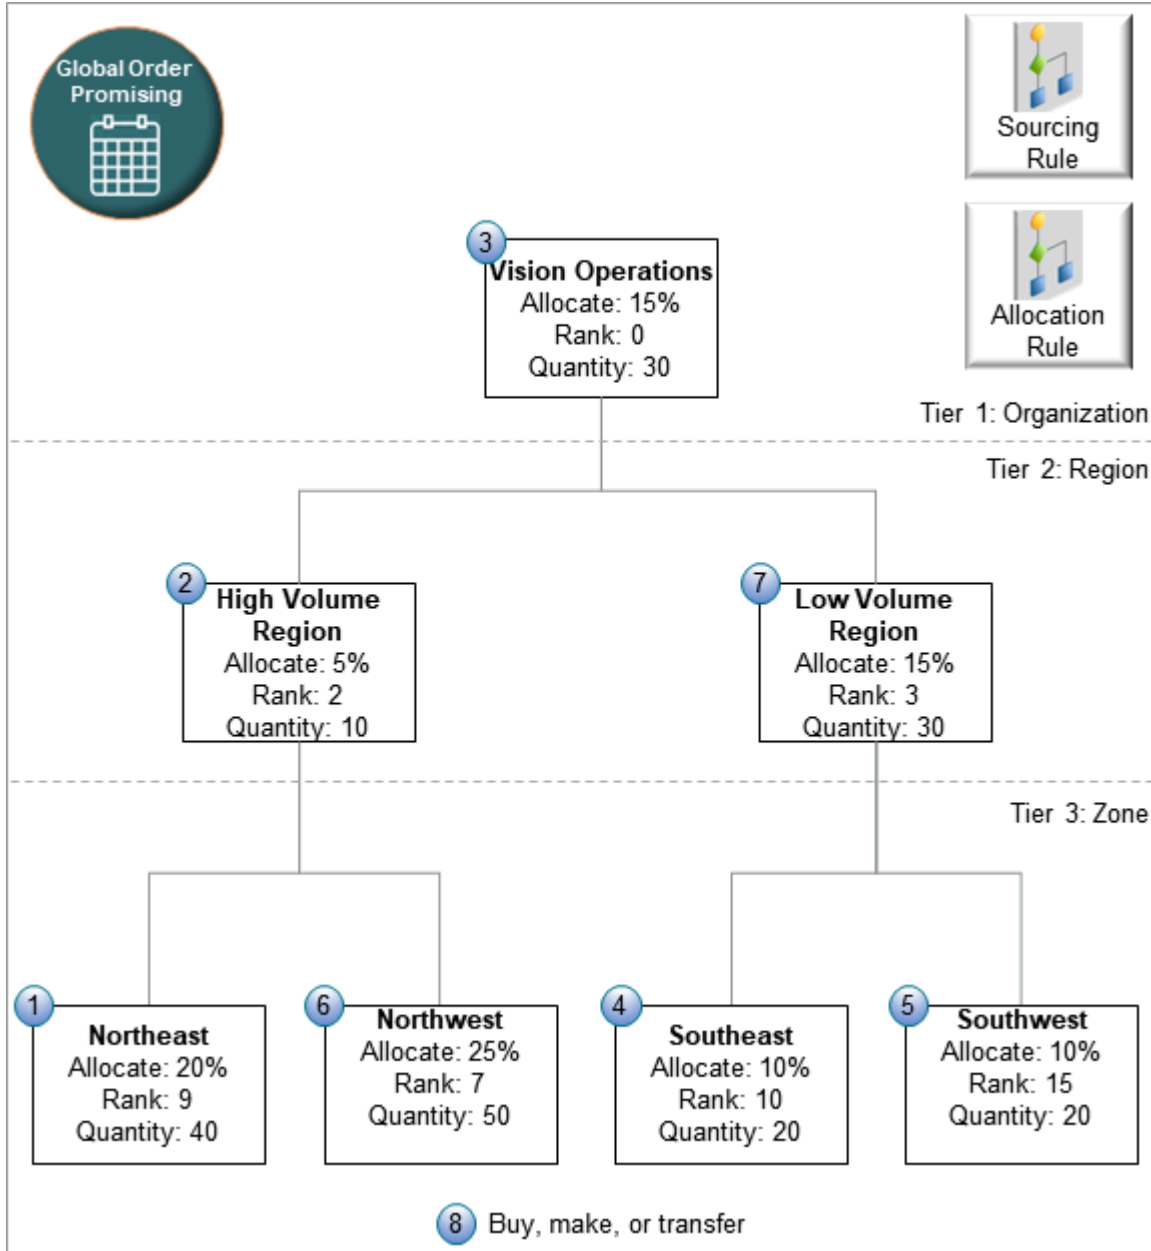 Global Order
Promising
Sourcing
Rule
Allocation
Rule
3
Vision Operations
Allocate: 15%
Rank: 0
Quantity: 30
Tier 1: Organization
Tier 2: Region
2
High Volume
Region
Allocate: 5%
Rank: 2
Quantity: 10
7
Low Volume
Region
Allocate: 15%
Rank: 3
Quantity: 30
Tier 3: Zone
1
Northeast
Allocate: 20%
Rank: 9
Quantity: 40
6
Northwest
Allocate: 25%
Rank: 7
Quantity: 50
4
Southeast
Allocate: 10%
Rank: 10
Quantity: 20
5
Southwest
Allocate: 10%
Rank: 15
Quantity: 20
8 Buy, make, or transfer